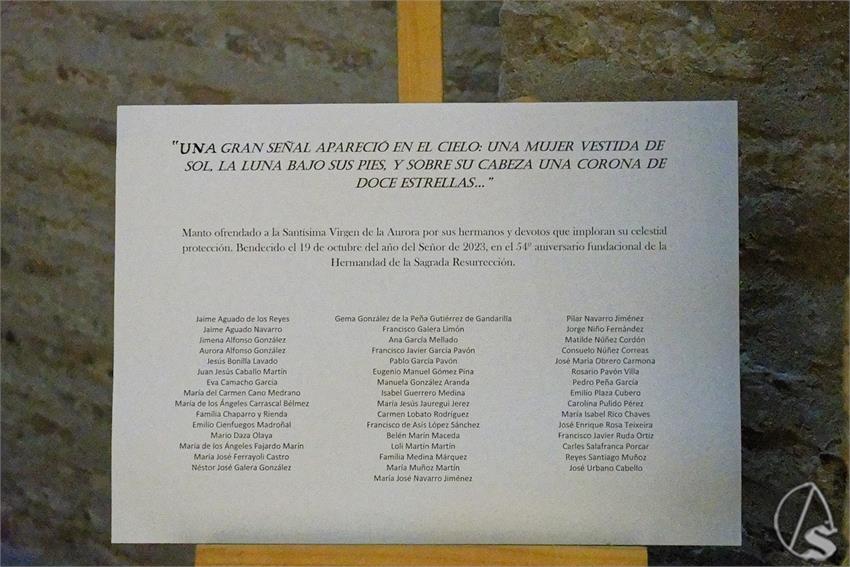 "UNA GRAN SEÑAL APARECIÓ EN EL CIELO: UNA MUJER VESTIDA DE
SOL, LA LUNA BAJO SUS PIES, Y SOBRE SU CABEZA UNA CORONA DE
DOCE ESTRELLAS..."
Manto ofrendado a la Santísima Virgen de la Aurora por sus hermanos y devotos que imploran su celestial
protección. Bendecido el 19 de octubre del año del Señor de 2023, en el 54º aniversario fundacional de la
Hermandad de la Sagrada Resurrección.
Jaime Aguado de los Reyes
Jaime Aguado Navarro
Jimena Alfonso González
Aurora Alfonso González
Jesús Bonilla Lavado
Juan Jesús Caballo Martín
Eva Camacho Garcia
María del Carmen Cano Medrano
María de los Ángeles Carrascal Bélmez
Familia Chaparro y Rienda
Emilio Cienfuegos Madroñal
Mario Daza Olaya
María de los Ángeles Fajardo Marín
María José Ferrayoli Castro
Néstor José Galera González
Gema González de la Peña Gutiérrez de Gandarilla
Francisco Galera Limón
Ana García Mellado
Francisco Javier García Pavón
Pablo García Pavón
Eugenio Manuel Gómez Pina
Manuela González Aranda
Isabel Guerrero Medina
María Jesús Jauregui Jerez
Carmen Lobato Rodríguez
Francisco de Asis López Sánchez
Belén Marín Maceda
Loli Martín Martín
Familia Medina Márquez
María Muñoz Martín
María José Navarro Jiménez
Pilar Navarro Jiménez
Jorge Niño Fernández
Matilde Núñez Cordón
Consuelo Núñez Correas
José María Obrero Carmona
Rosario Pavón Villa
Pedro Peña García
Emilio Plaza Cubero
Carolina Pulido Pérez
María Isabel Rico Chaves
José Enrique Rosa Teixeira
Francisco Javier Ruda Ortiz
Carles Salafranca Porcar
Reyes Santiago Muñoz
José Urbano Cabello